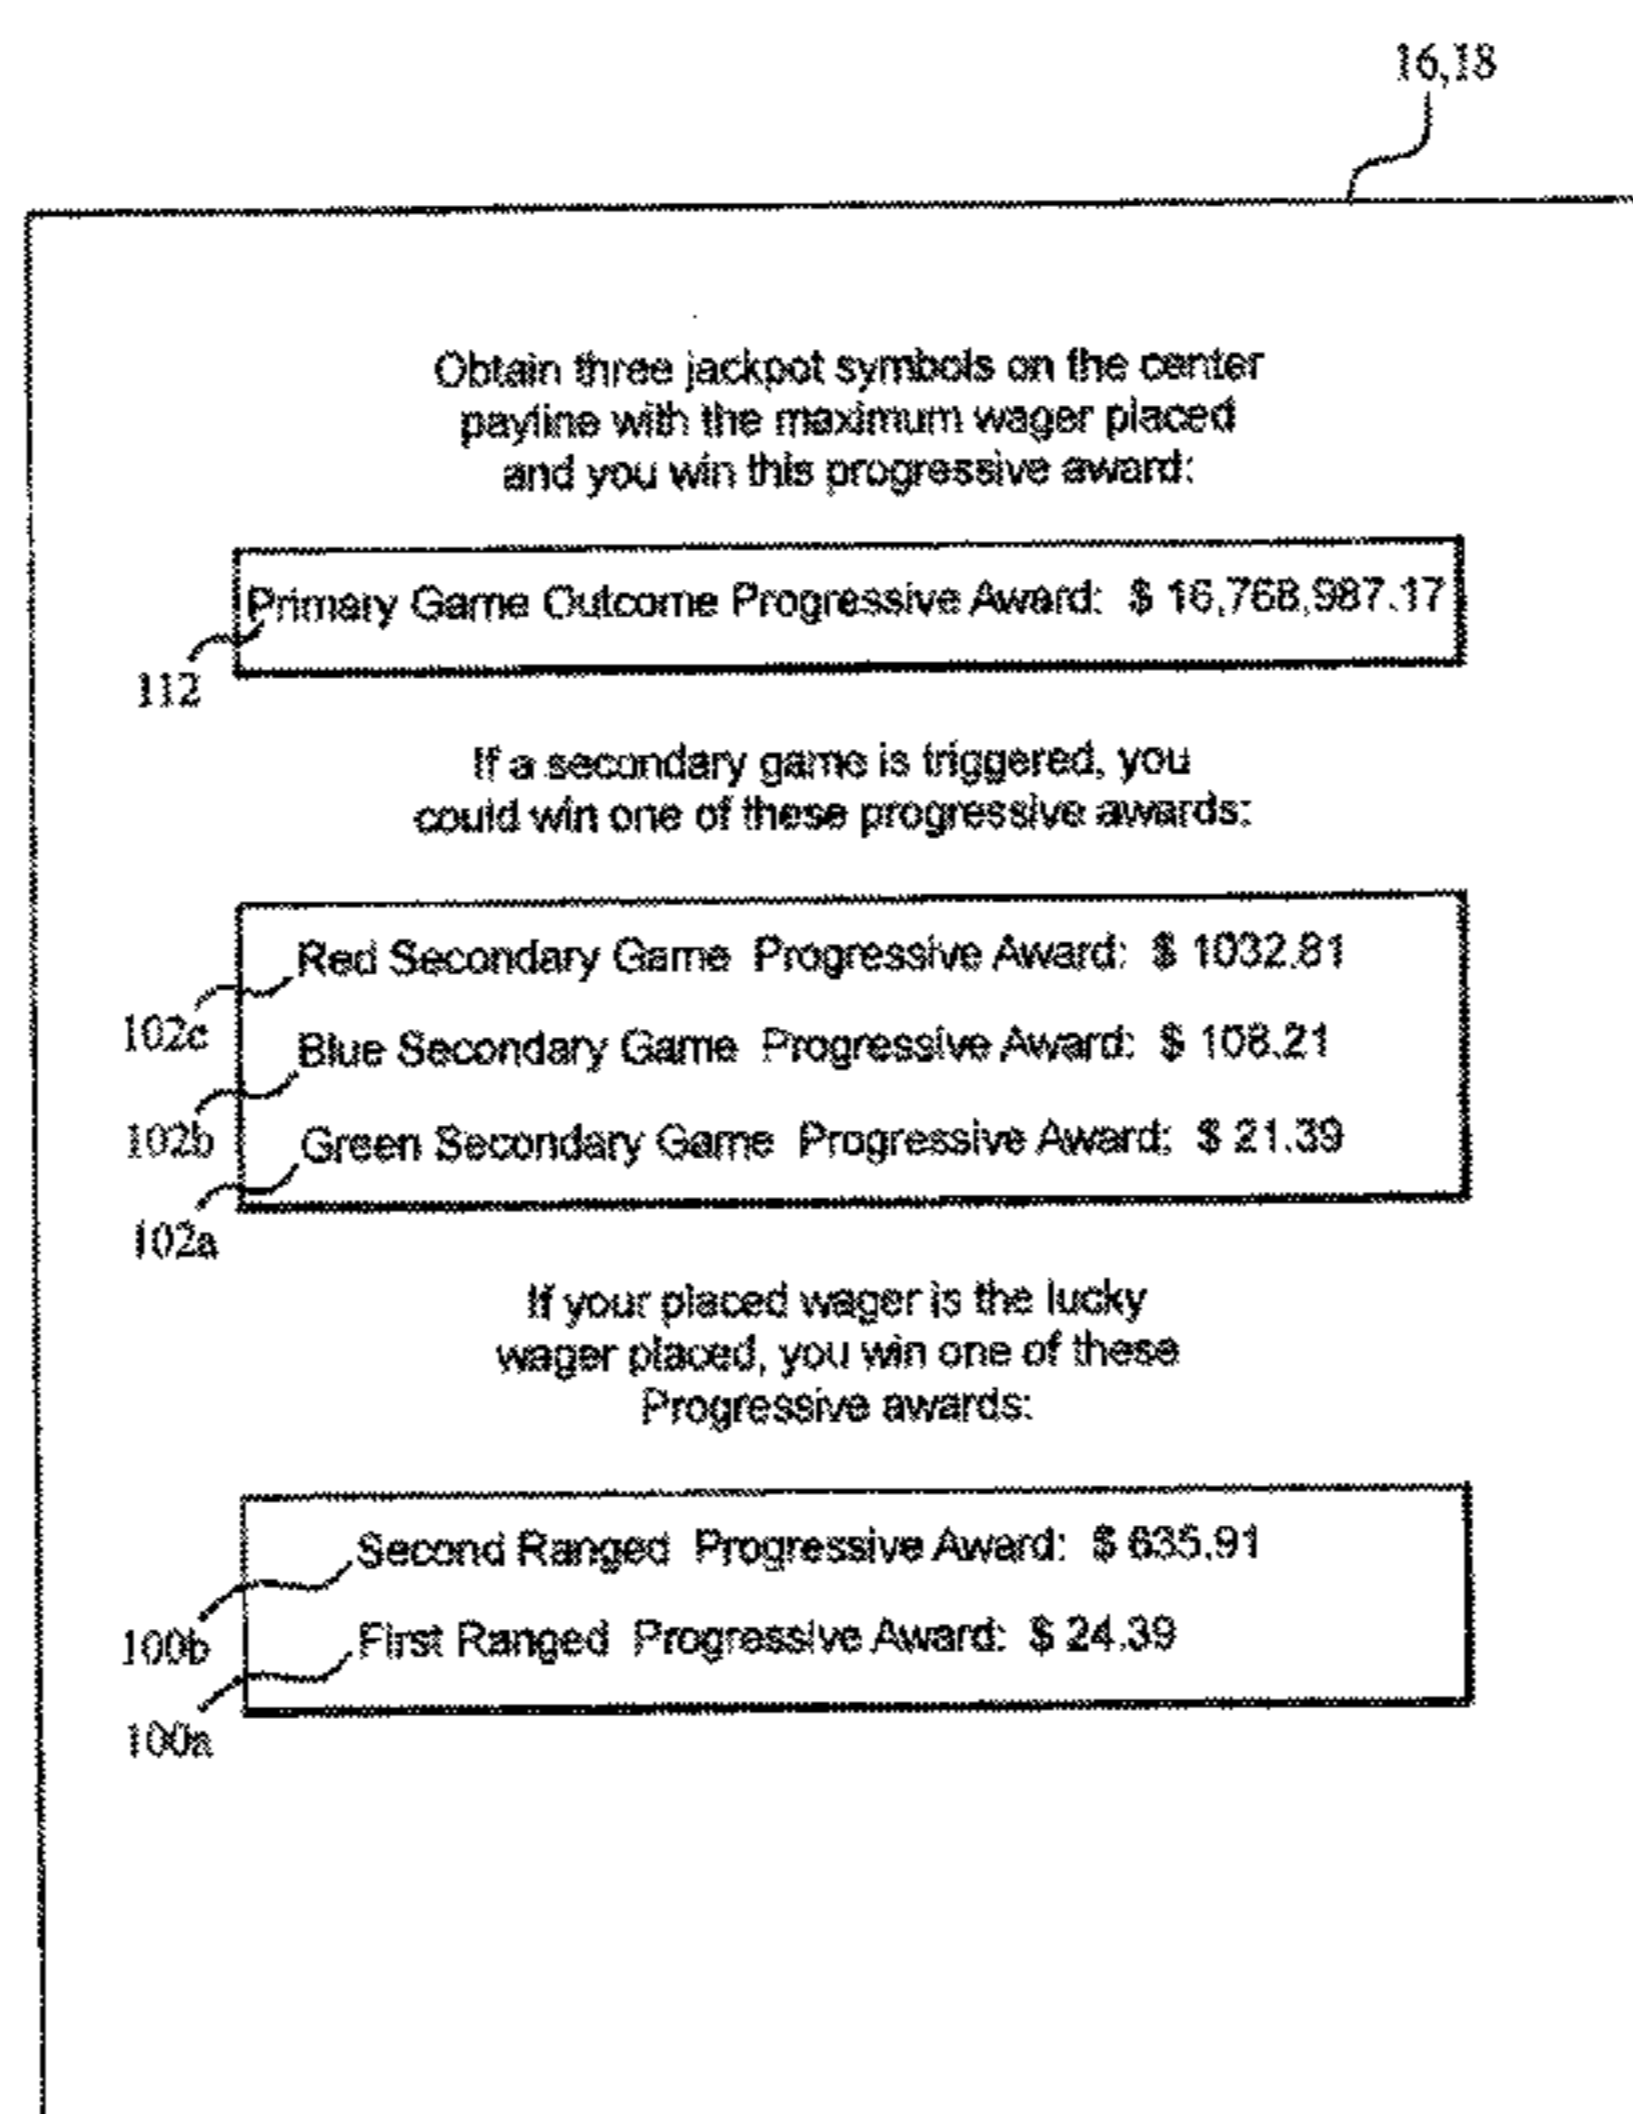 16,18
Obtain three jackpot symbols on the center
payline with the maximum wager placed
and you win this progressive award:
Primary Game Outcome Progressive Award: $ 16,768,987.17
112
If a secondary game is triggered, you
could win one of these progressive awards:
Red Secondary Game Progressive Award: $ 1032.81
102c
Blue Secondary Game Progressive Award: $ 108.21
102b
Green Secondary Game Progressive Award: $ 21.39
102a
If your placed wager is the lucky
wager placed, you win one of these
Progressive awards:
Second Ranged Progressive Award: $ 635.91
100b
First Ranged Progressive Award: $ 24.39
100a